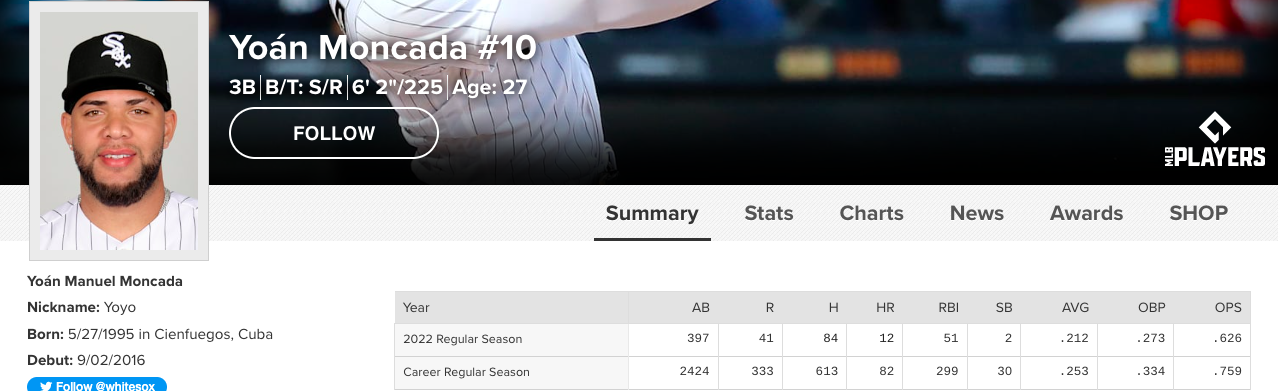 Yoán Moncada #10
3B B/T: S/R 6' 2"/225 Age: 27
FOLLOW
MLB PLAYERS
Summary Stats Charts News Awards SHOP
Yoán Manuel Moncada
Nickname: Yoyo
Born: 5/27/1995 in Cienfuegos, Cuba
Debut: 9/02/2016
Follow @whitesox
Year AB R H HR RBI SB AVG OBP OPS
2022 Regular Season 397 41 84 12 51 2 .212 .273 .626
Career Regular Season 2424 333 613 82 299 30 .253 .334 .759